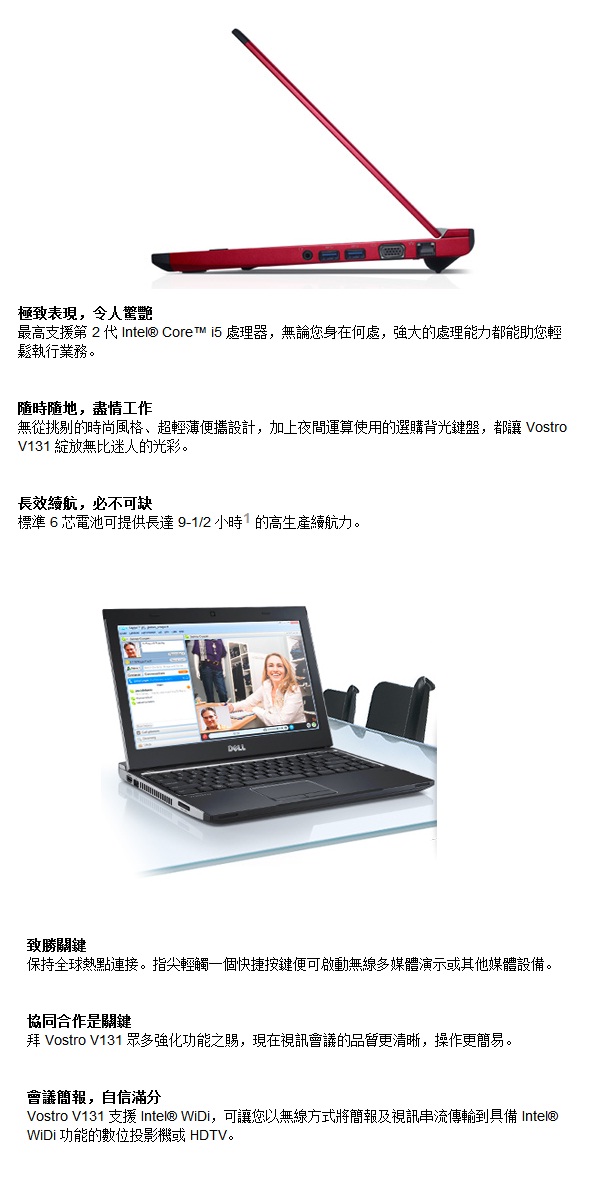 極致表現，令人驚艷
最高支援第 2 代 Intel® Core™ i5 處理器，無論您身在何處，強大的處理能力都能助您輕
鬆執行業務。
隨時隨地，盡情工作
無從挑剔的時尚風格、超輕薄便攜設計，加上夜間運算使用的選購背光鍵盤，都讓 Vostro
V131 綻放無比迷人的光彩。
長效續航，必不可缺
標準 6 芯電池可提供長達 9-1/2 小時1 的高生產續航力。
DELL
致勝關鍵
保持全球熱點連接。指尖輕觸一個快捷按鍵便可啟動無線多媒體演示或其他媒體設備。
協同合作是關鍵
拜 Vostro V131 眾多強化功能之賜，現在視訊會議的品質更清晰，操作更簡易。
會議簡報，自信滿分
Vostro V131 支援 Intel® WiDi，可讓您以無線方式將簡報及視訊串流傳輸到具備 Intel®
WiDi 功能的數位投影機或 HDTV。